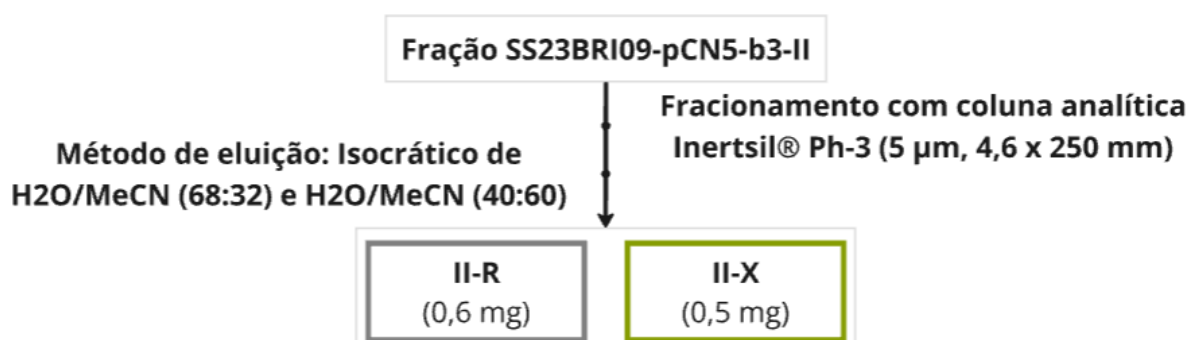 Fração SS23BRI09-pCN5-b3-II
Fracionamento com coluna analítica
Inertsil® Ph-3 (5 µm, 4,6 x 250 mm)
Método de eluição: Isocrático de
H2O/MeCN (68:32) e H2O/MeCN (40:60)
II-R
(0,6 mg)
II-X
(0,5 mg)